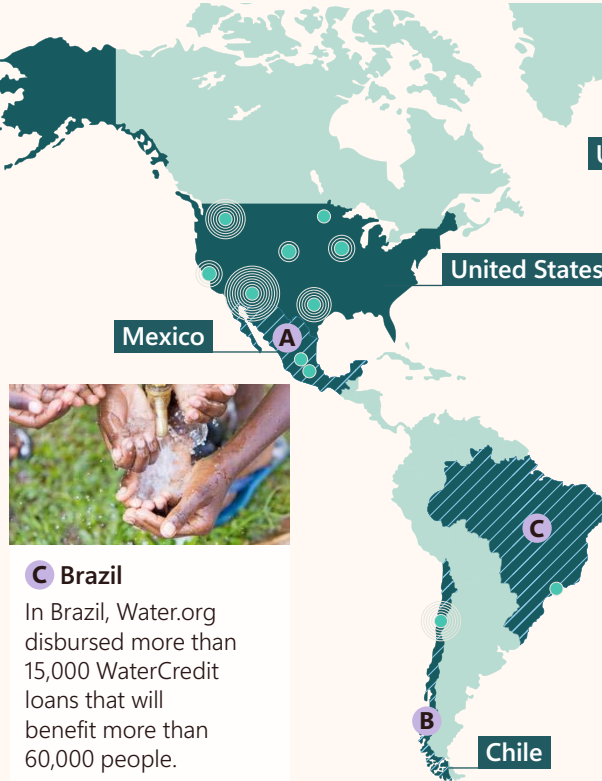 U
United States
Mexico
A
C
C Brazil
In Brazil, Water.org
disbursed more than
15,000 WaterCredit
loans that will
benefit more than
60,000 people.
B
Chile